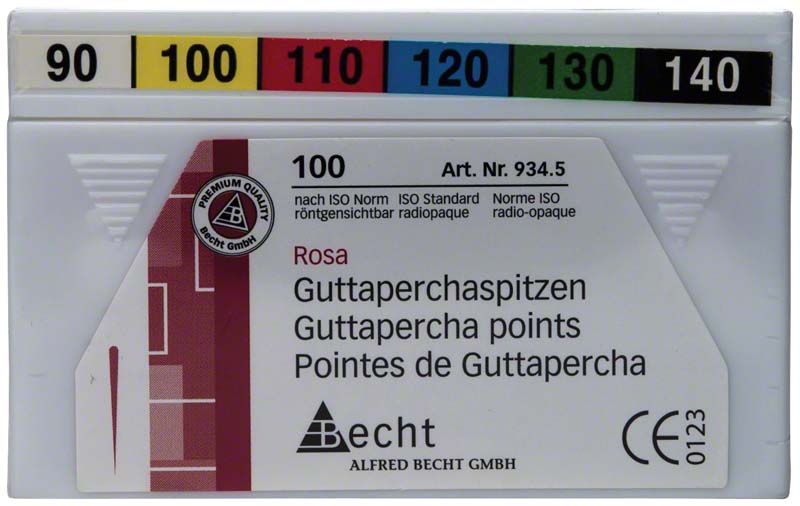 90 100 110 120 130 140
100 Art. Nr. 934.5
nach ISO Norm ISO Standard Norme ISO
röntgensichtbar radiopaque radio-opaque
PREMIUM QUALITY
B
Becht GmbH
Rosa
Guttaperchaspitzen
Guttapercha points
Pointes de Guttapercha
Becht
ALFRED BECHT GMBH
CE 0123